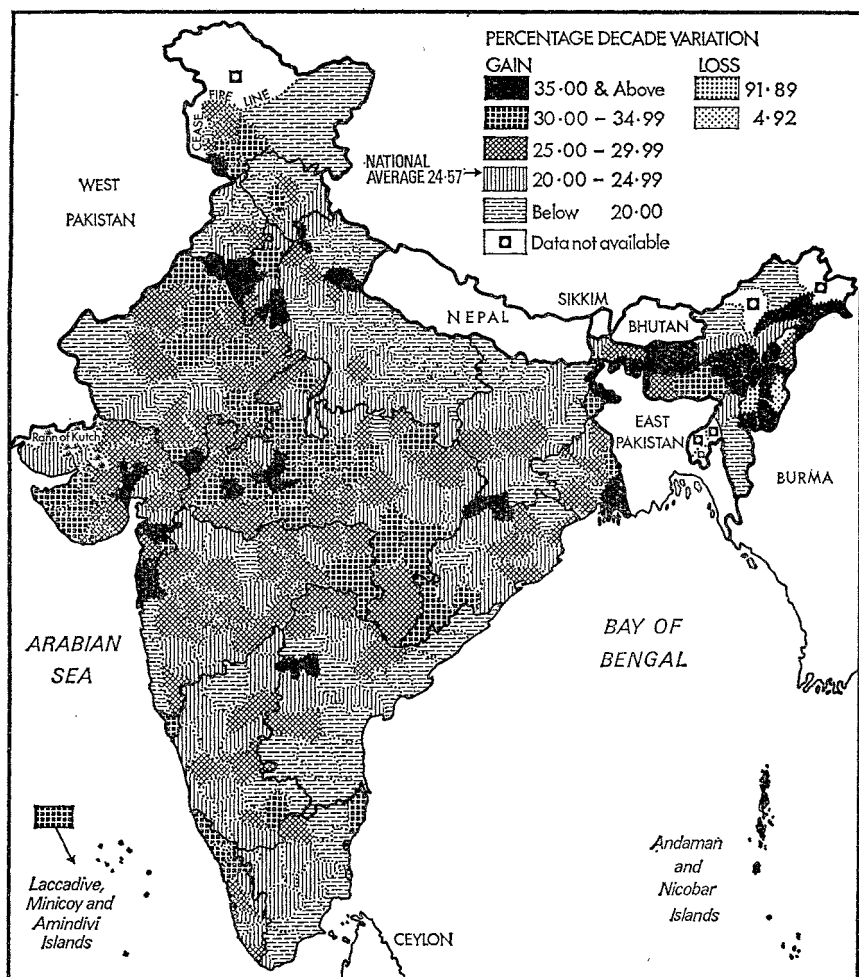 PERCENTAGE DECADE VARIATION
GAIN
LOSS
35·00 & Above
91·89
30·00 – 34·99
4·92
25·00 – 29·99
NATIONAL
AVERAGE 24·57
20·00 – 24·99
Below 20·00
Data not available
CEASE FIRE LINE
WEST
PAKISTAN
NEPAL
SIKKIM
BHUTAN
Rann of Kutch
EAST
PAKISTAN
BURMA
ARABIAN
SEA
BAY OF
BENGAL
Laccadive,
Minicoy and
Amindivi
Islands
Andaman
and
Nicobar
Islands
CEYLON